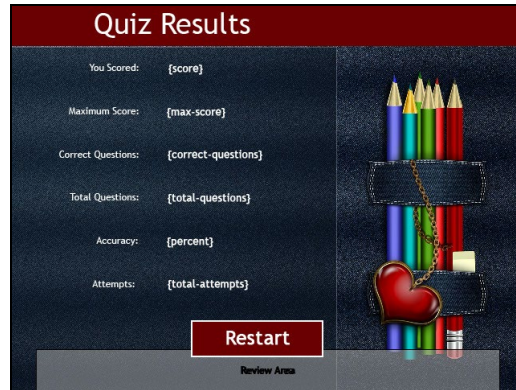 Quiz Results
You Scored: {score}
Maximum Score: {max-score}
Correct Questions: {correct-questions}
Total Questions: {total-questions}
Accuracy: {percent}
Attempts: {total-attempts}
Restart
Review Area